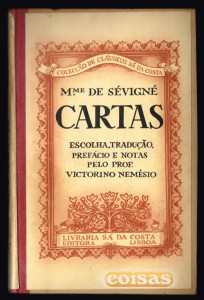 COLECÇÃO DE CLÁSSICOS SÁ DA COSTA
MME DE SÉVIGNÉ
CARTAS
ESCOLHA, TRADUÇÃO,
PREFÁCIO E NOTAS
PELO PROF.
VICTORINO NEMÉSIO
LIVRARIA SÁ DA COSTA
EDITORA LISBOA
coisas